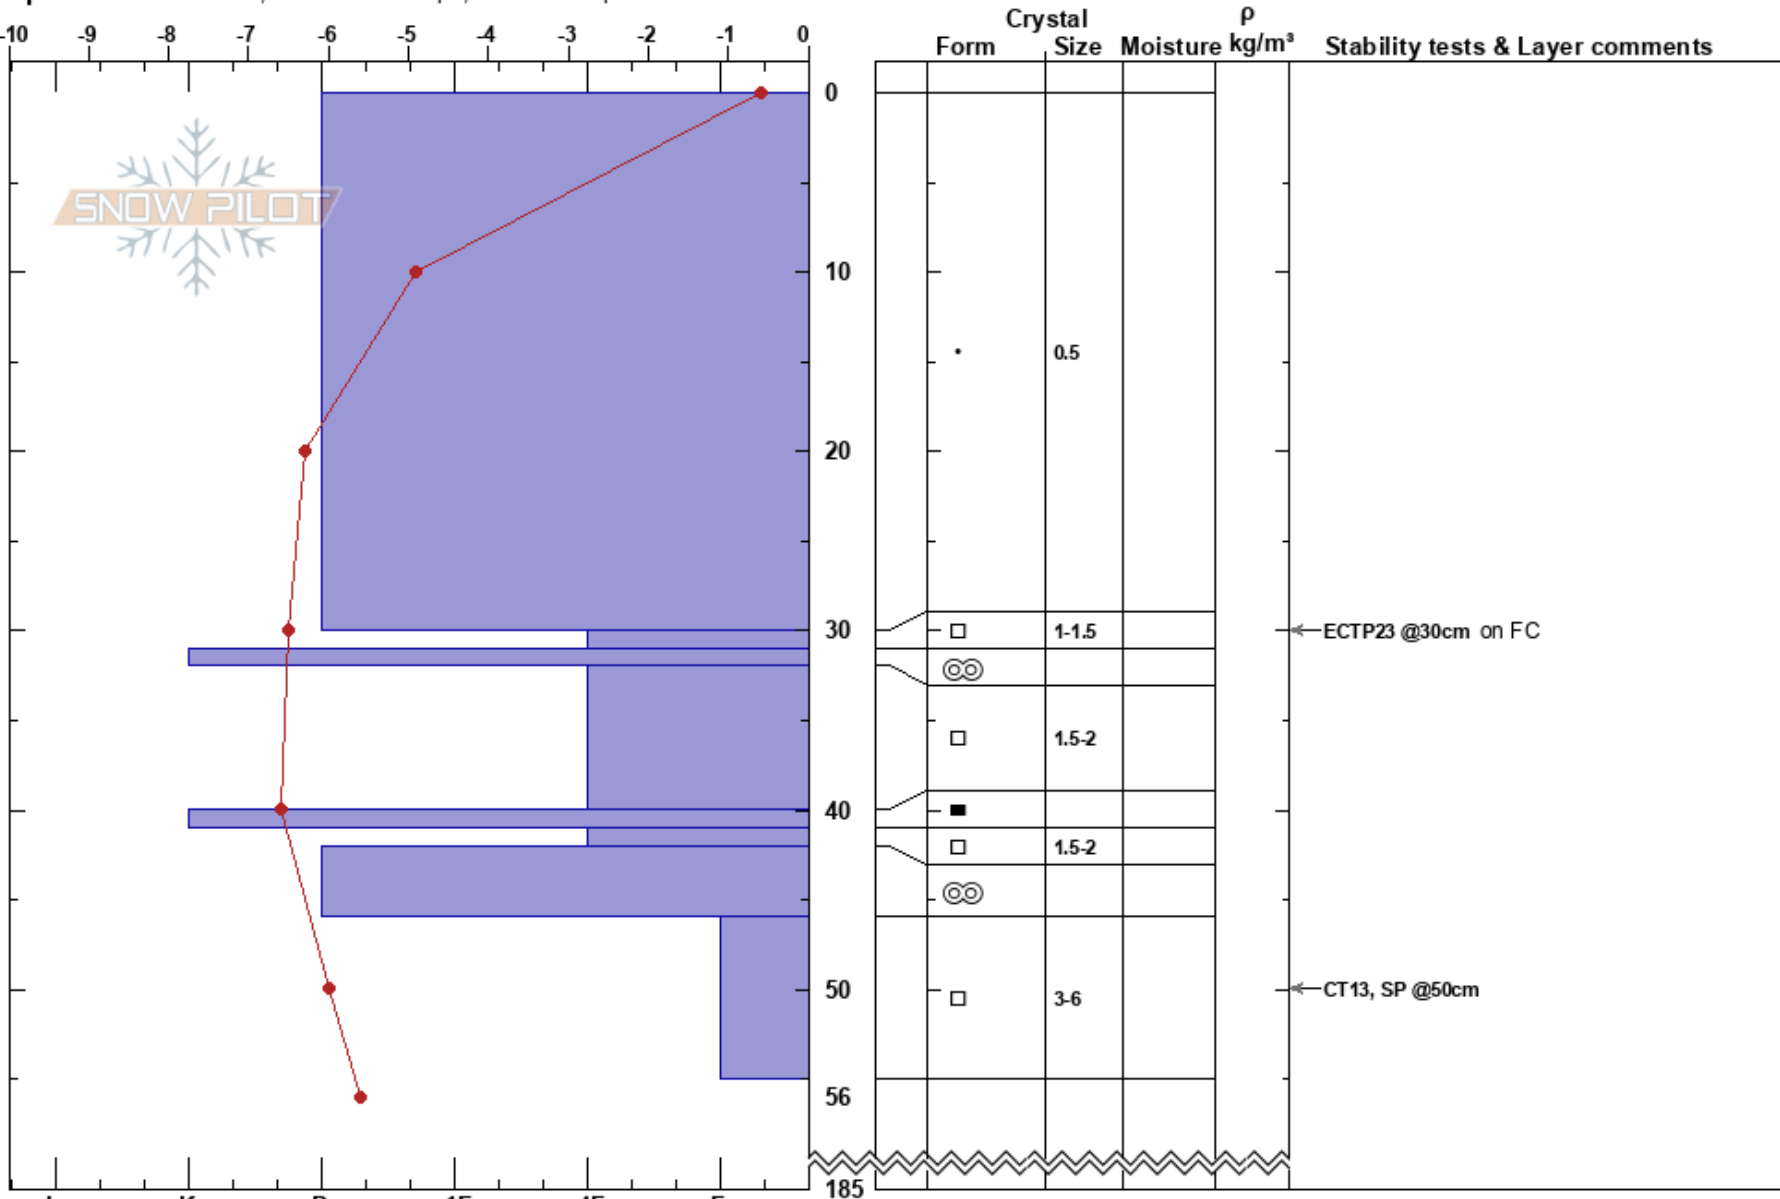 Crystal ρ
-10 -9 -8 -7 -6 -5 -4 -3 -2 -1 0
Form Size Moisture kg/m³ Stability tests & Layer comments
0
SNOW PILOT
10
0.5
20
30 1-1.5 ECTP23 @30cm on FC
1.5-2
40
1.5-2
50 3-6 CT13, SP @50cm
56
185